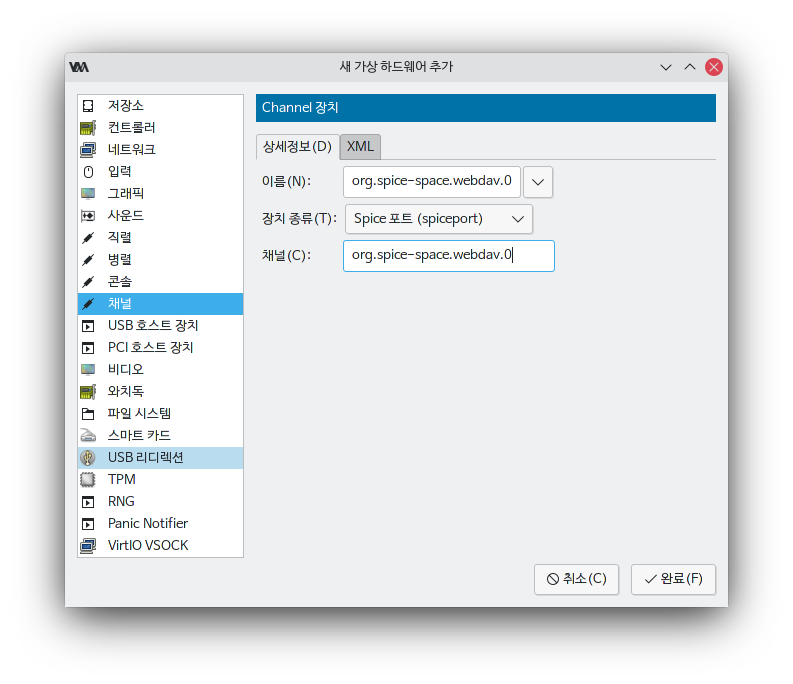 새 가상 하드웨어 추가
저장소
컨트롤러
네트워크
입력
그래픽
사운드
직렬
병렬
콘솔
채널
USB 호스트 장치
PCI 호스트 장치
비디오
와치독
파일 시스템
스마트 카드
USB 리디렉션
TPM
RNG
Panic Notifier
VirtIO VSOCK
Channel 장치
상세정보(D) XML
이름(N): org.spice-space.webdav.0
장치 종류(T): Spice 포트 (spiceport)
채널(C): org.spice-space.webdav.0
취소(C) 완료(F)